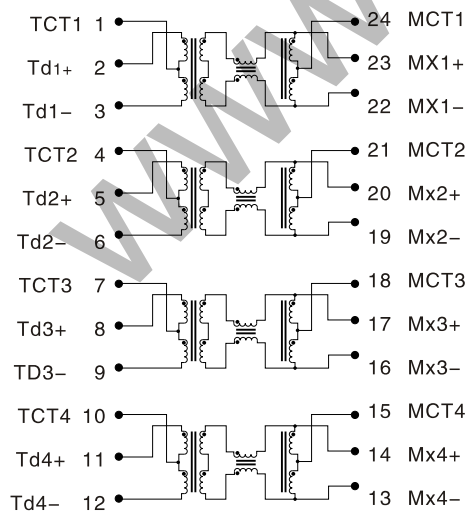 TCT1 1 24 MCT1
Td1+ 2 23 MX1+
Td1− 3 22 MX1−
TCT2 4 21 MCT2
Td2+ 5 20 Mx2+
Td2− 6 19 Mx2−
TCT3 7 18 MCT3
Td3+ 8 17 Mx3+
TD3− 9 16 Mx3−
TCT4 10 15 MCT4
Td4+ 11 14 Mx4+
Td4− 12 13 Mx4−
www